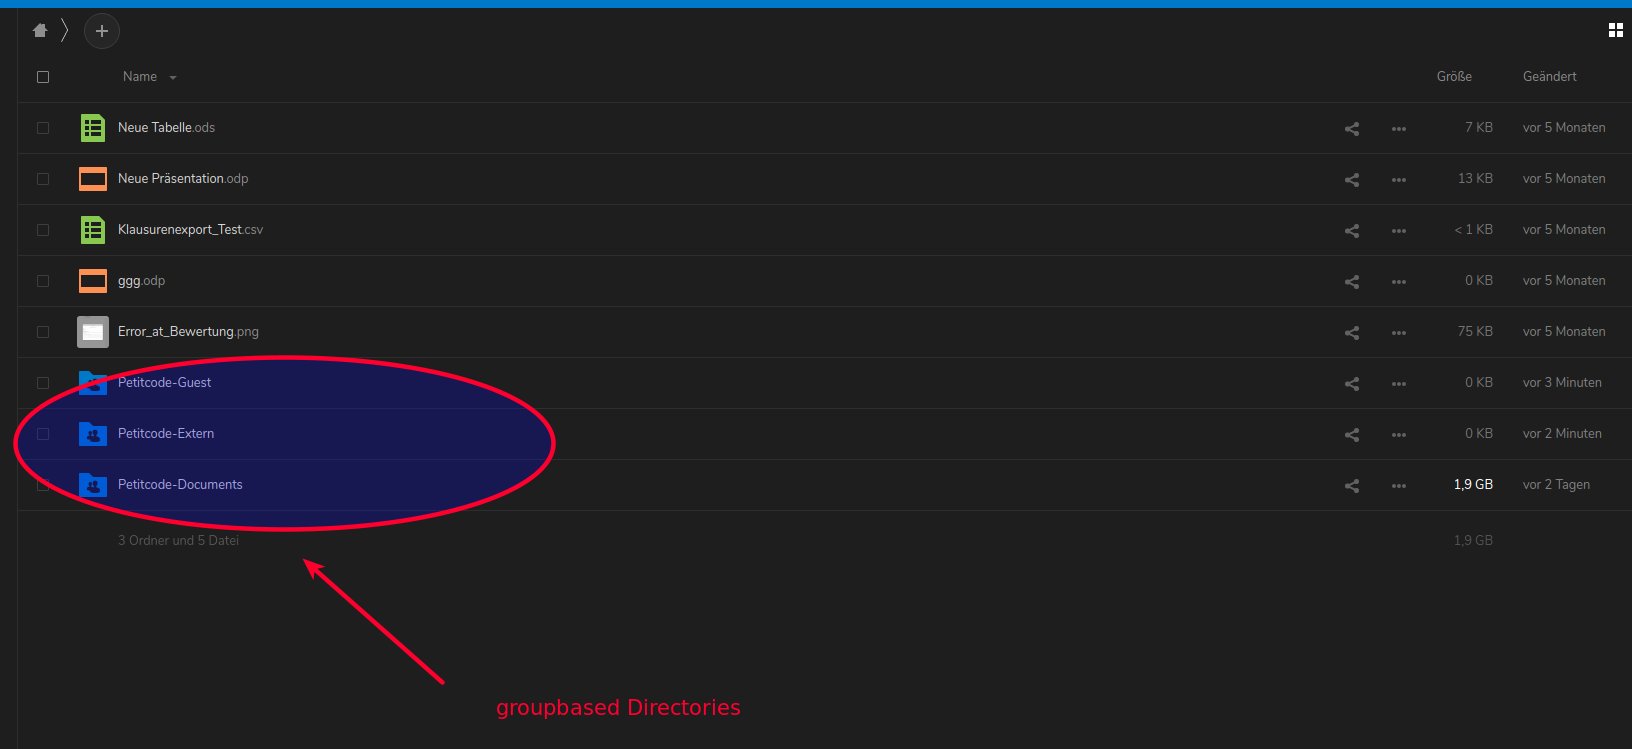 Name Größe Geändert
Neue Tabelle.ods 7 KB vor 5 Monaten
Neue Präsentation.odp 13 KB vor 5 Monaten
Klausurenexport_Test.csv < 1 KB vor 5 Monaten
ggg.odp 0 KB vor 5 Monaten
Error_at_Bewertung.png 75 KB vor 5 Monaten
Petitcode-Guest 0 KB vor 3 Minuten
Petitcode-Extern 0 KB vor 2 Minuten
Petitcode-Documents 1,9 GB vor 2 Tagen
3 Ordner und 5 Datei 1,9 GB
groupbased Directories